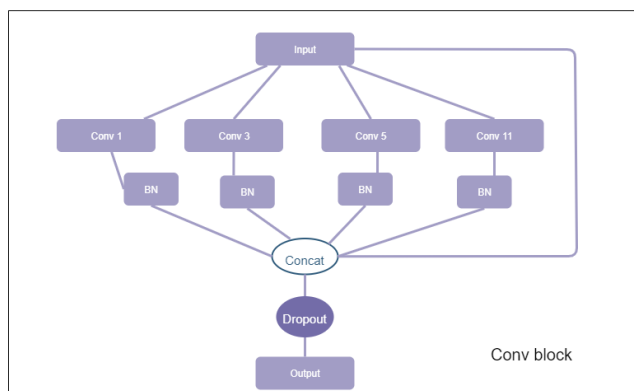 Input
Conv 1
Conv 3
Conv 5
Conv 11
BN
BN
BN
BN
Concat
Dropout
Output
Conv block